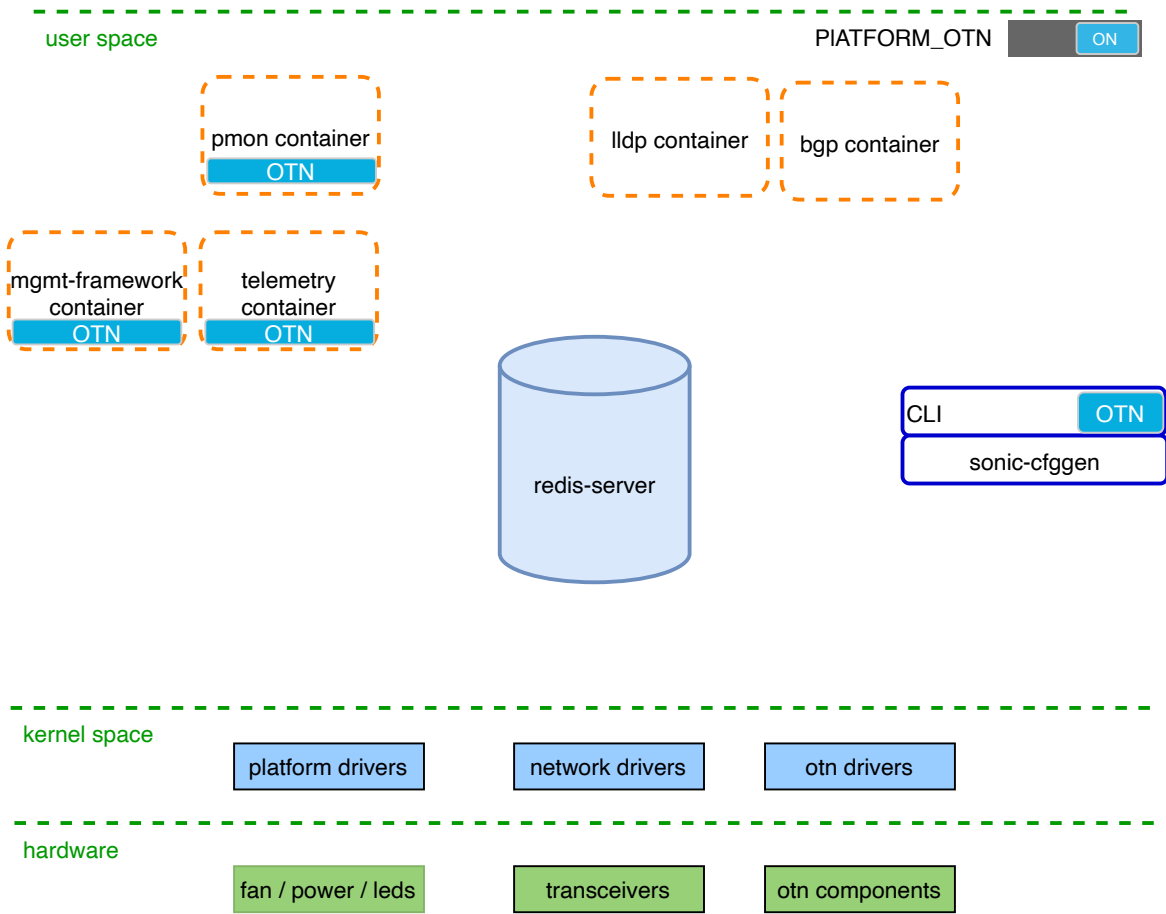 user space
PlATFORM_OTN
ON
pmon container
OTN
lldp container
bgp container
mgmt-framework
container
OTN
telemetry
container
OTN
redis-server
CLI
OTN
sonic-cfggen
kernel space
platform drivers
network drivers
otn drivers
hardware
fan / power / leds
transceivers
otn components